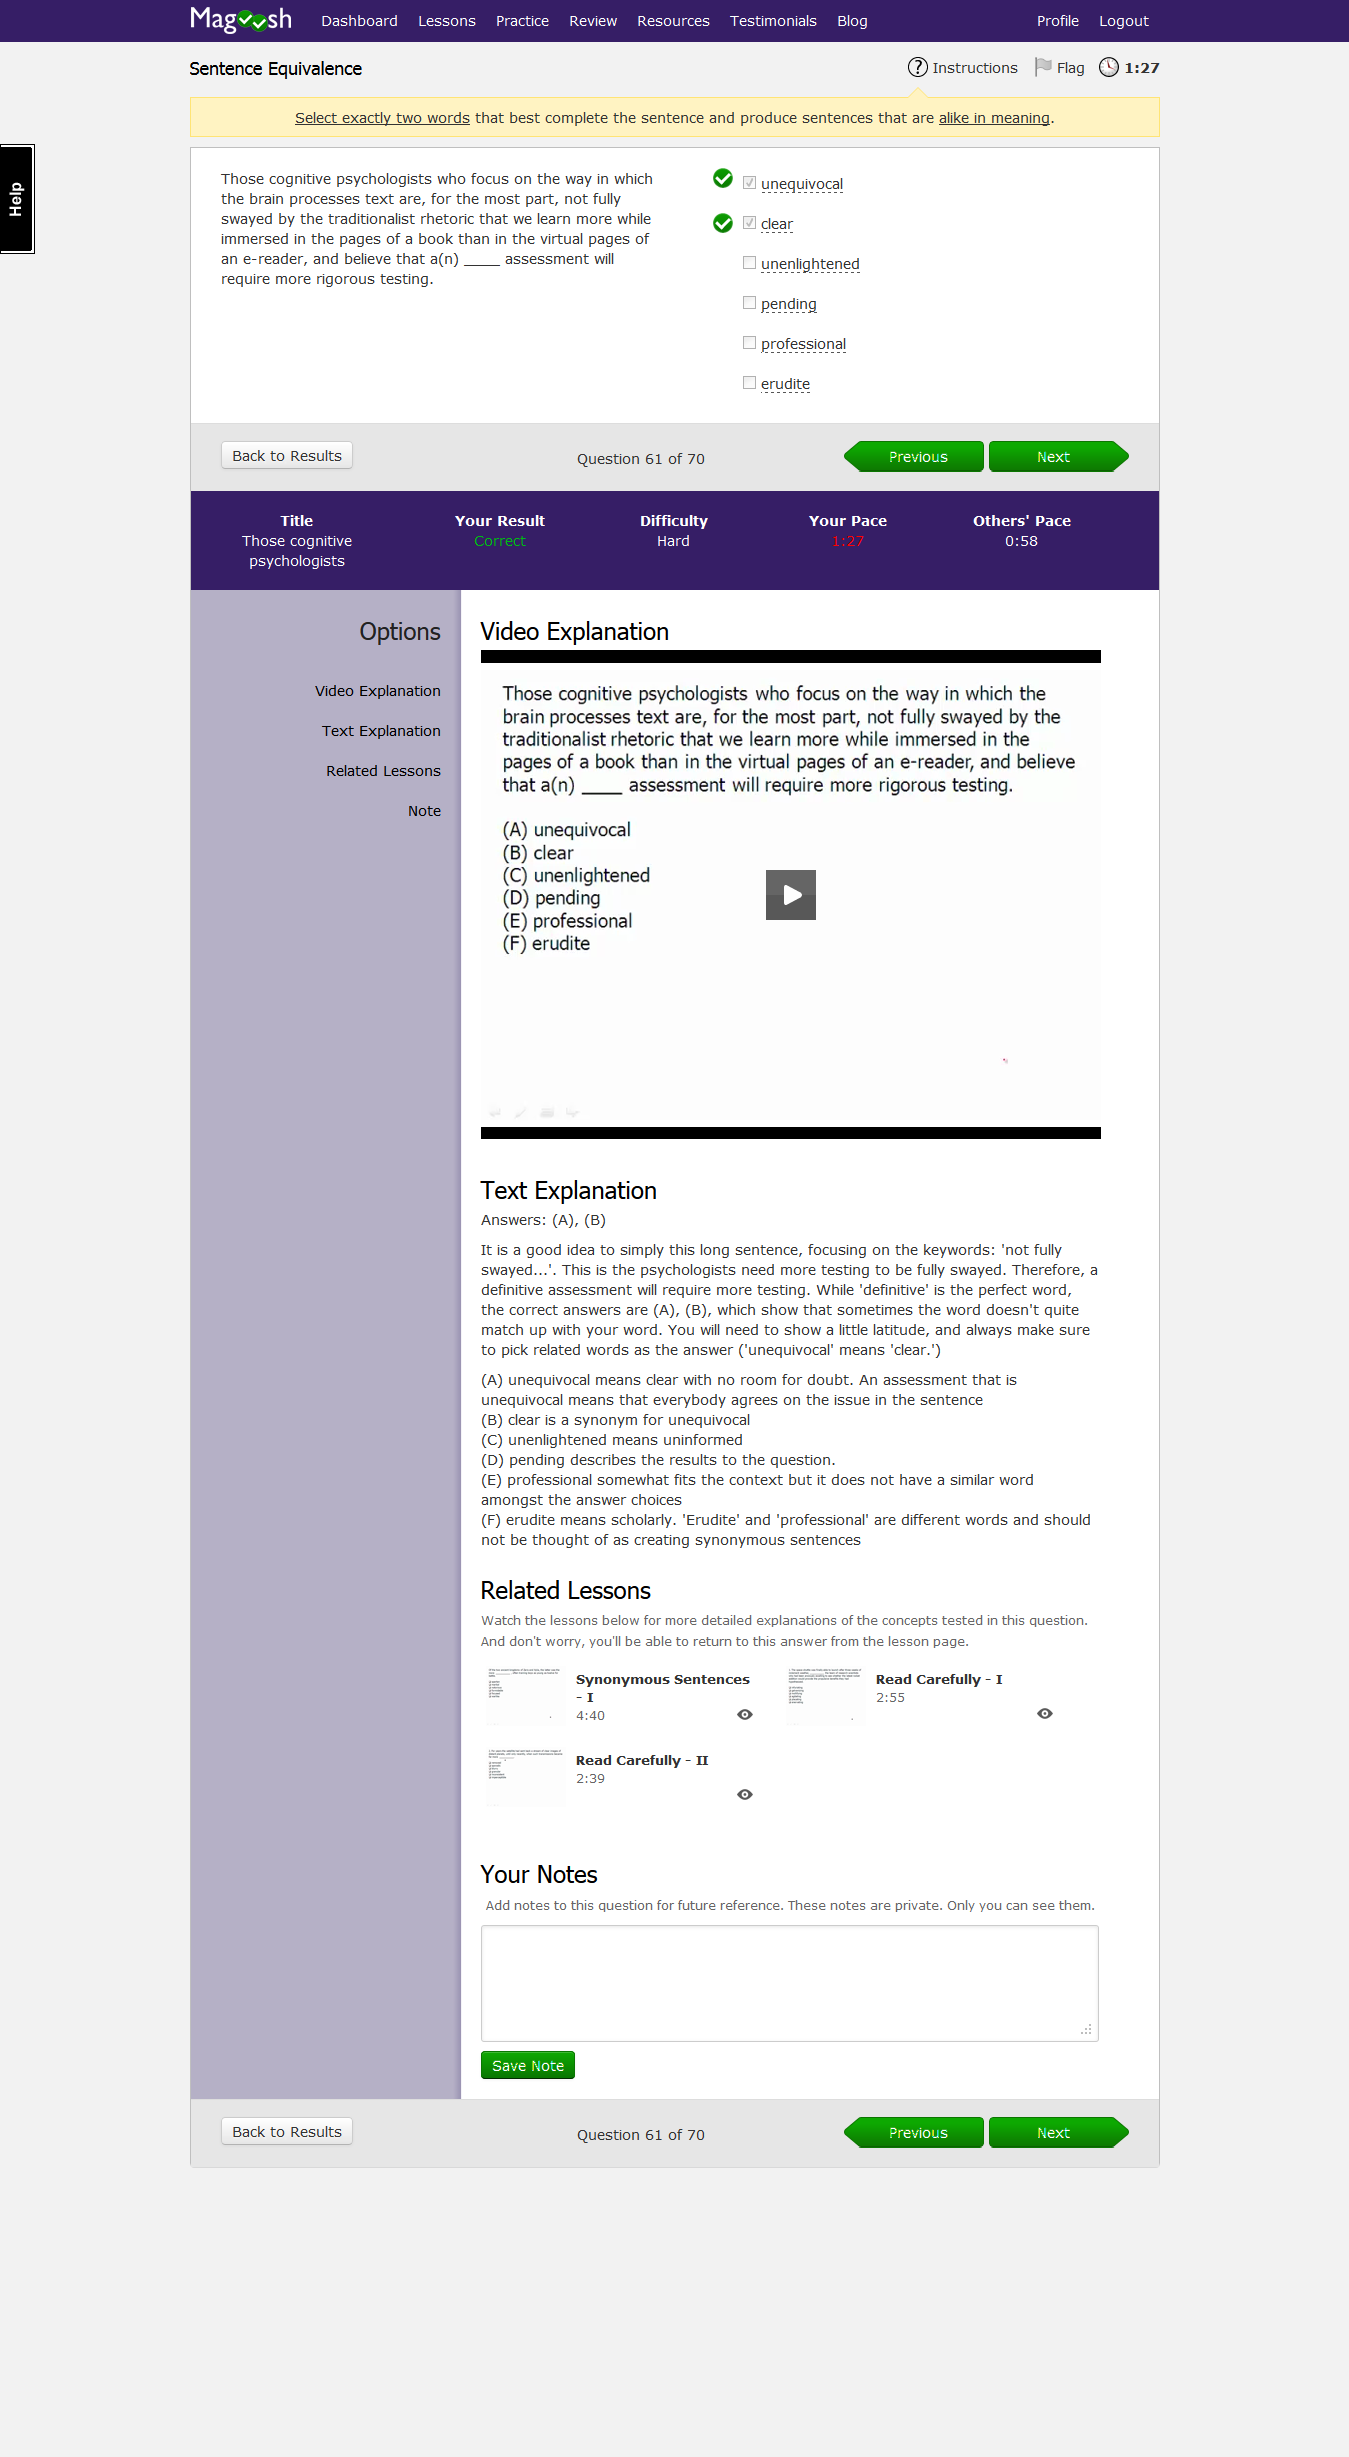 Magoosh Dashboard Lessons Practice Review Resources Testimonials Blog Profile Logout
Sentence Equivalence
Instructions Flag 1:27
Select exactly two words that best complete the sentence and produce sentences that are alike in meaning.
Help
Those cognitive psychologists who focus on the way in which
the brain processes text are, for the most part, not fully
swayed by the traditionalist rhetoric that we learn more while
immersed in the pages of a book than in the virtual pages of
an e-reader, and believe that a(n) ____ assessment will
require more rigorous testing.
unequivocal
clear
unenlightened
pending
professional
erudite
Back to Results Question 61 of 70 Previous Next
Title Your Result Difficulty Your Pace Others' Pace
Those cognitive Correct Hard 1:27 0:58
psychologists
Options
Video Explanation
Text Explanation
Related Lessons
Note
Video Explanation
Those cognitive psychologists who focus on the way in which the
brain processes text are, for the most part, not fully swayed by the
traditionalist rhetoric that we learn more while immersed in the
pages of a book than in the virtual pages of an e-reader, and believe
that a(n) ____ assessment will require more rigorous testing.
(A) unequivocal
(B) clear
(C) unenlightened
(D) pending
(E) professional
(F) erudite
Text Explanation
Answers: (A), (B)
It is a good idea to simply this long sentence, focusing on the keywords: 'not fully
swayed...'. This is the psychologists need more testing to be fully swayed. Therefore, a
definitive assessment will require more testing. While 'definitive' is the perfect word,
the correct answers are (A), (B), which show that sometimes the word doesn't quite
match up with your word. You will need to show a little latitude, and always make sure
to pick related words as the answer ('unequivocal' means 'clear.')
(A) unequivocal means clear with no room for doubt. An assessment that is
unequivocal means that everybody agrees on the issue in the sentence
(B) clear is a synonym for unequivocal
(C) unenlightened means uninformed
(D) pending describes the results to the question.
(E) professional somewhat fits the context but it does not have a similar word
amongst the answer choices
(F) erudite means scholarly. 'Erudite' and 'professional' are different words and should
not be thought of as creating synonymous sentences
Related Lessons
Watch the lessons below for more detailed explanations of the concepts tested in this question.
And don't worry, you'll be able to return to this answer from the lesson page.
Synonymous Sentences
- I
4:40
Read Carefully - I
2:55
Read Carefully - II
2:39
Your Notes
Add notes to this question for future reference. These notes are private. Only you can see them.
Save Note
Back to Results Question 61 of 70 Previous Next